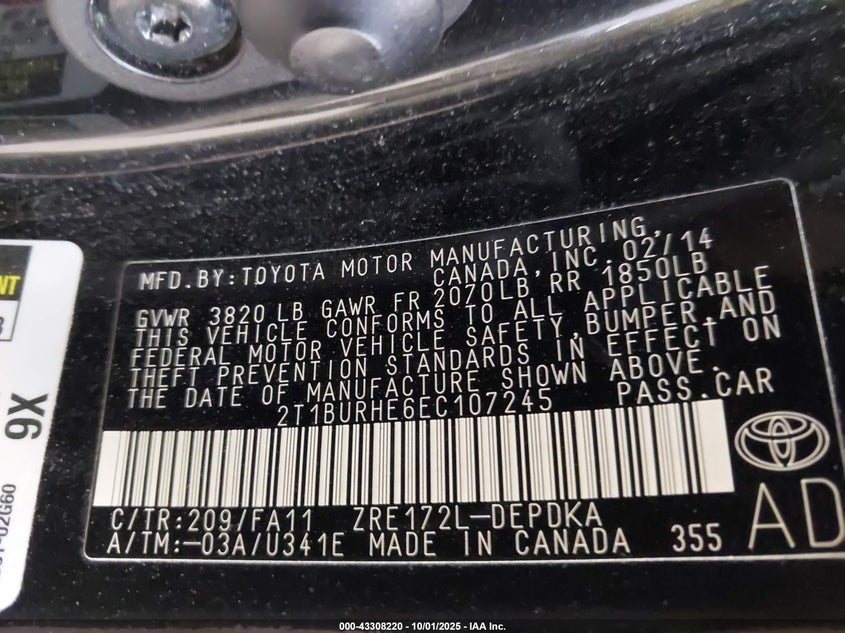 MFD.BY:TOYOTA MOTOR MANUFACTURING,
CANADA, INC. 02/14
GVWR 3820 LB GAWR FR 2070LB RR 1850LB
THIS VEHICLE CONFORMS TO ALL APPLICABLE
FEDERAL MOTOR VEHICLE SAFETY,BUMPER,AND
THEFT PREVENTION STANDARDS IN EFFECT ON
THE DATE OF MANUFACTURE SHOWN ABOVE.
2T1BURHE6EC107245 PASS.CAR
C/TR:209/FA11 ZRE172L-DEPDKA
A/TM:-03A/U341E MADE IN CANADA 355
AD
NT
9X
02G60
000-43308220 - 10/01/2025 - IAA Inc.